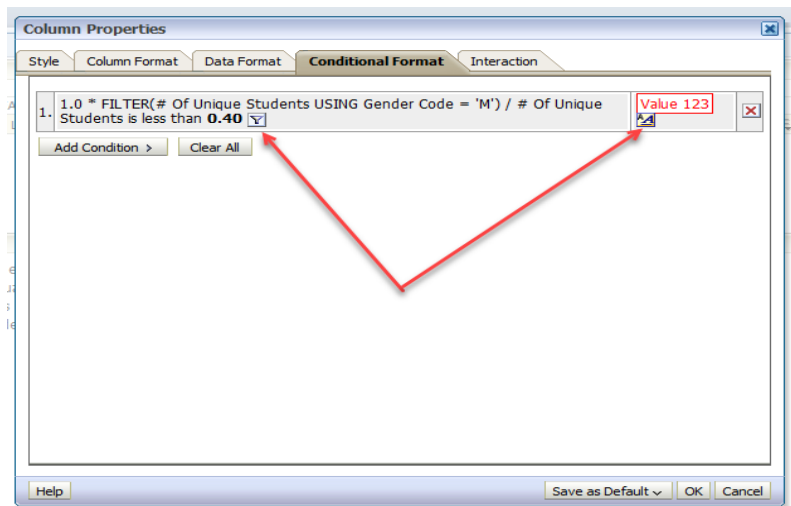 Column Properties
Style Column Format Data Format Conditional Format Interaction
1. 1.0 * FILTER(# Of Unique Students USING Gender Code = 'M') / # Of Unique
Students is less than 0.40
Value 123
Add Condition > Clear All
Help Save as Default OK Cancel